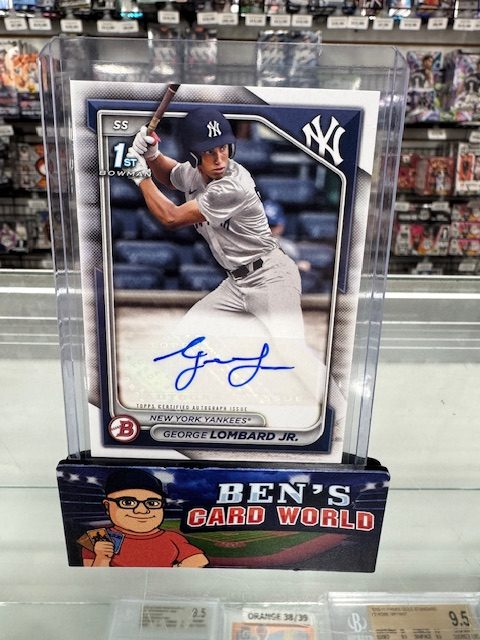 NY
NY
SS
1ST
BOWMAN
TOPPS CERTIFIED AUTOGRAPH ISSUE
NEW YORK YANKEES®
B
GEORGE LOMBARD JR.
BEN'S
CARD WORLD
ORANGE 38/39
9.5